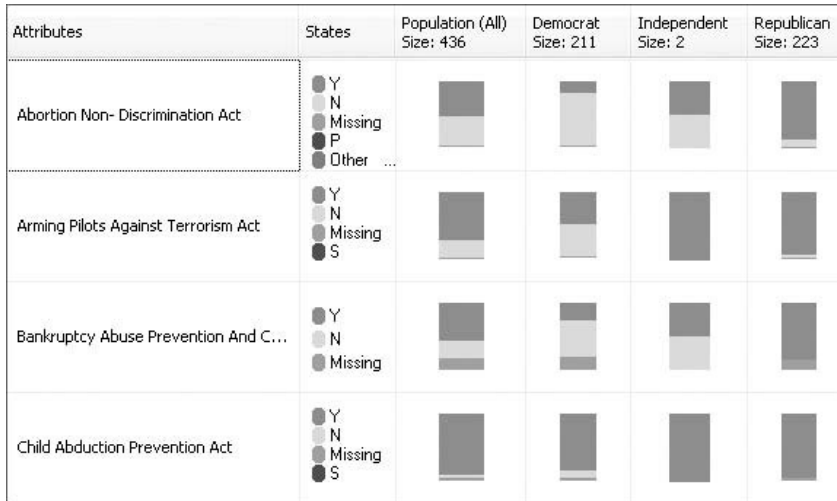 Attributes
States
Population (All)
Size: 436
Democrat
Size: 211
Independent
Size: 2
Republican
Size: 223
Abortion Non- Discrimination Act
Y
N
Missing
P
Other ...
Arming Pilots Against Terrorism Act
Y
N
Missing
S
Bankruptcy Abuse Prevention And C...
Y
N
Missing
Child Abduction Prevention Act
Y
N
Missing
S